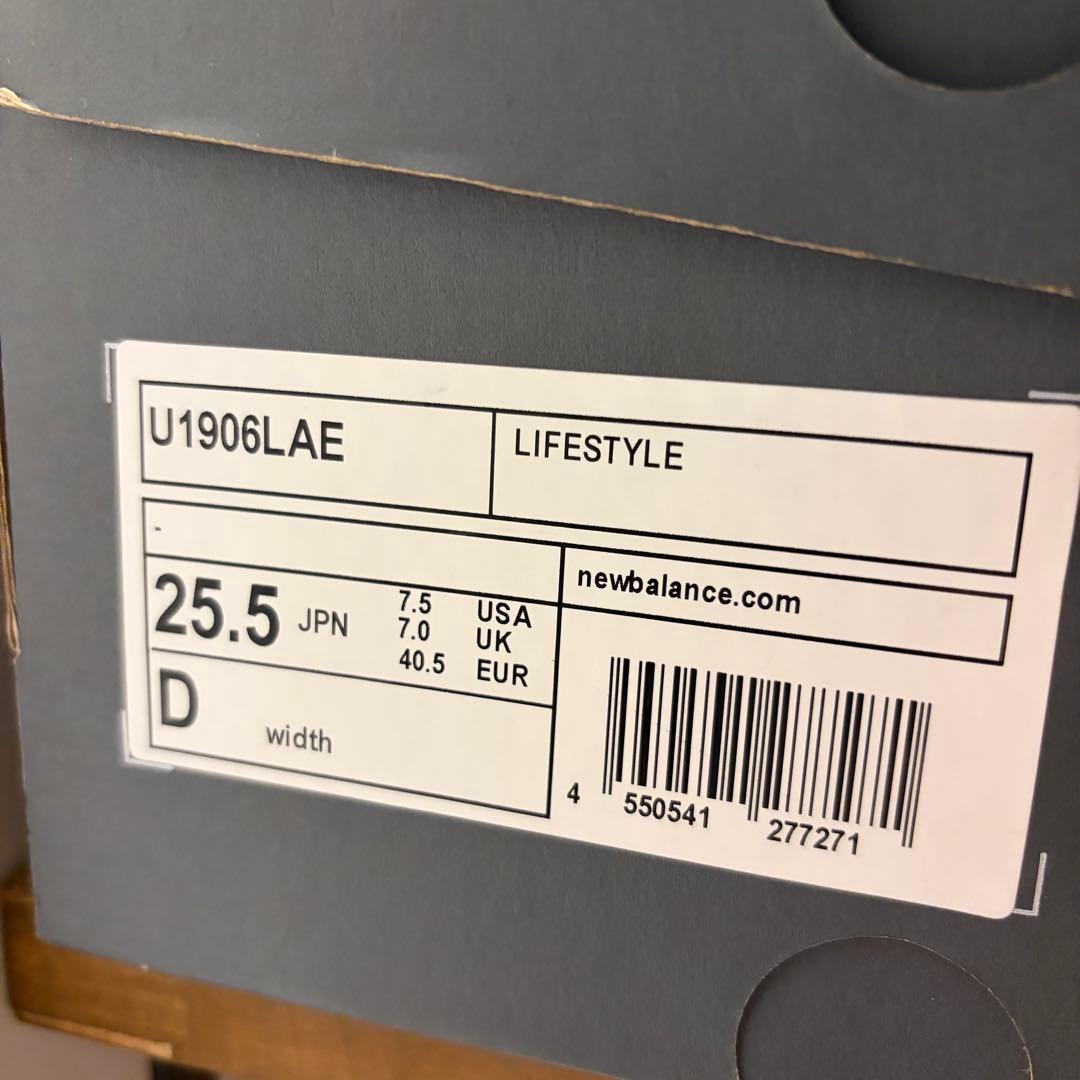 U1906LAE
LIFESTYLE
-
newbalance.com
25.5 JPN
7.5 USA
7.0 UK
40.5 EUR
D width
4 550541 277271